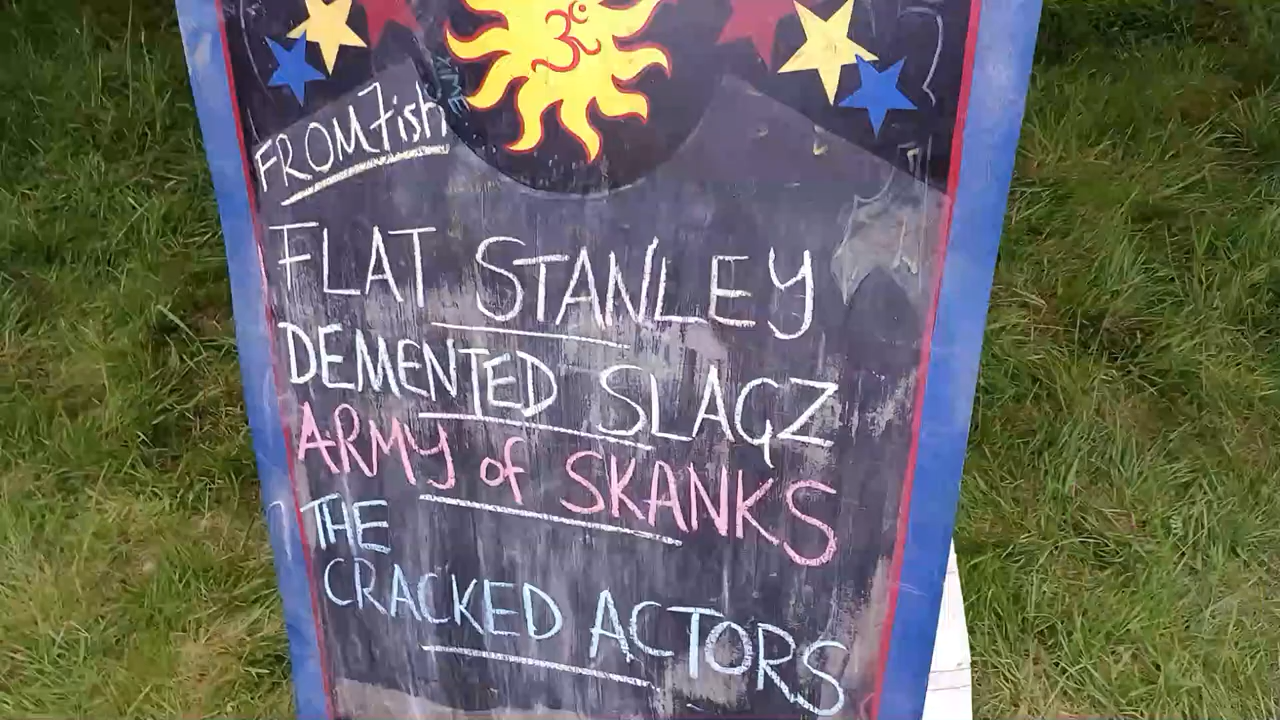 ॐ
FROM 7ish
FLAT STANLEY
DEMENTED SLAGZ
ARMY of SKANKS
THE
CRACKED ACTORS